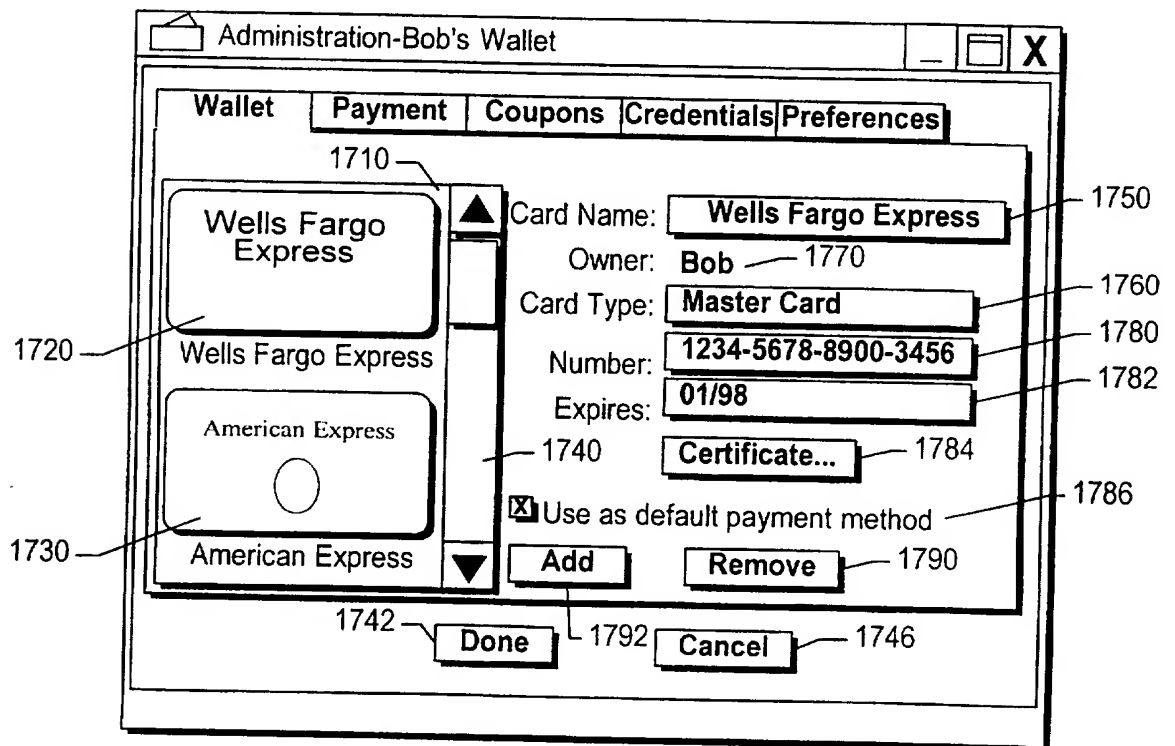 Administration-Bob's Wallet _ X
Wallet Payment Coupons Credentials Preferences
1710
Wells Fargo
Express
1720
Wells Fargo Express
American Express
1730
American Express
1740
Card Name: Wells Fargo Express 1750
Owner: Bob 1770
Card Type: Master Card 1760
Number: 1234-5678-8900-3456 1780
Expires: 01/98 1782
Certificate... 1784
X Use as default payment method 1786
Add Remove 1790
1742 Done 1792 Cancel 1746